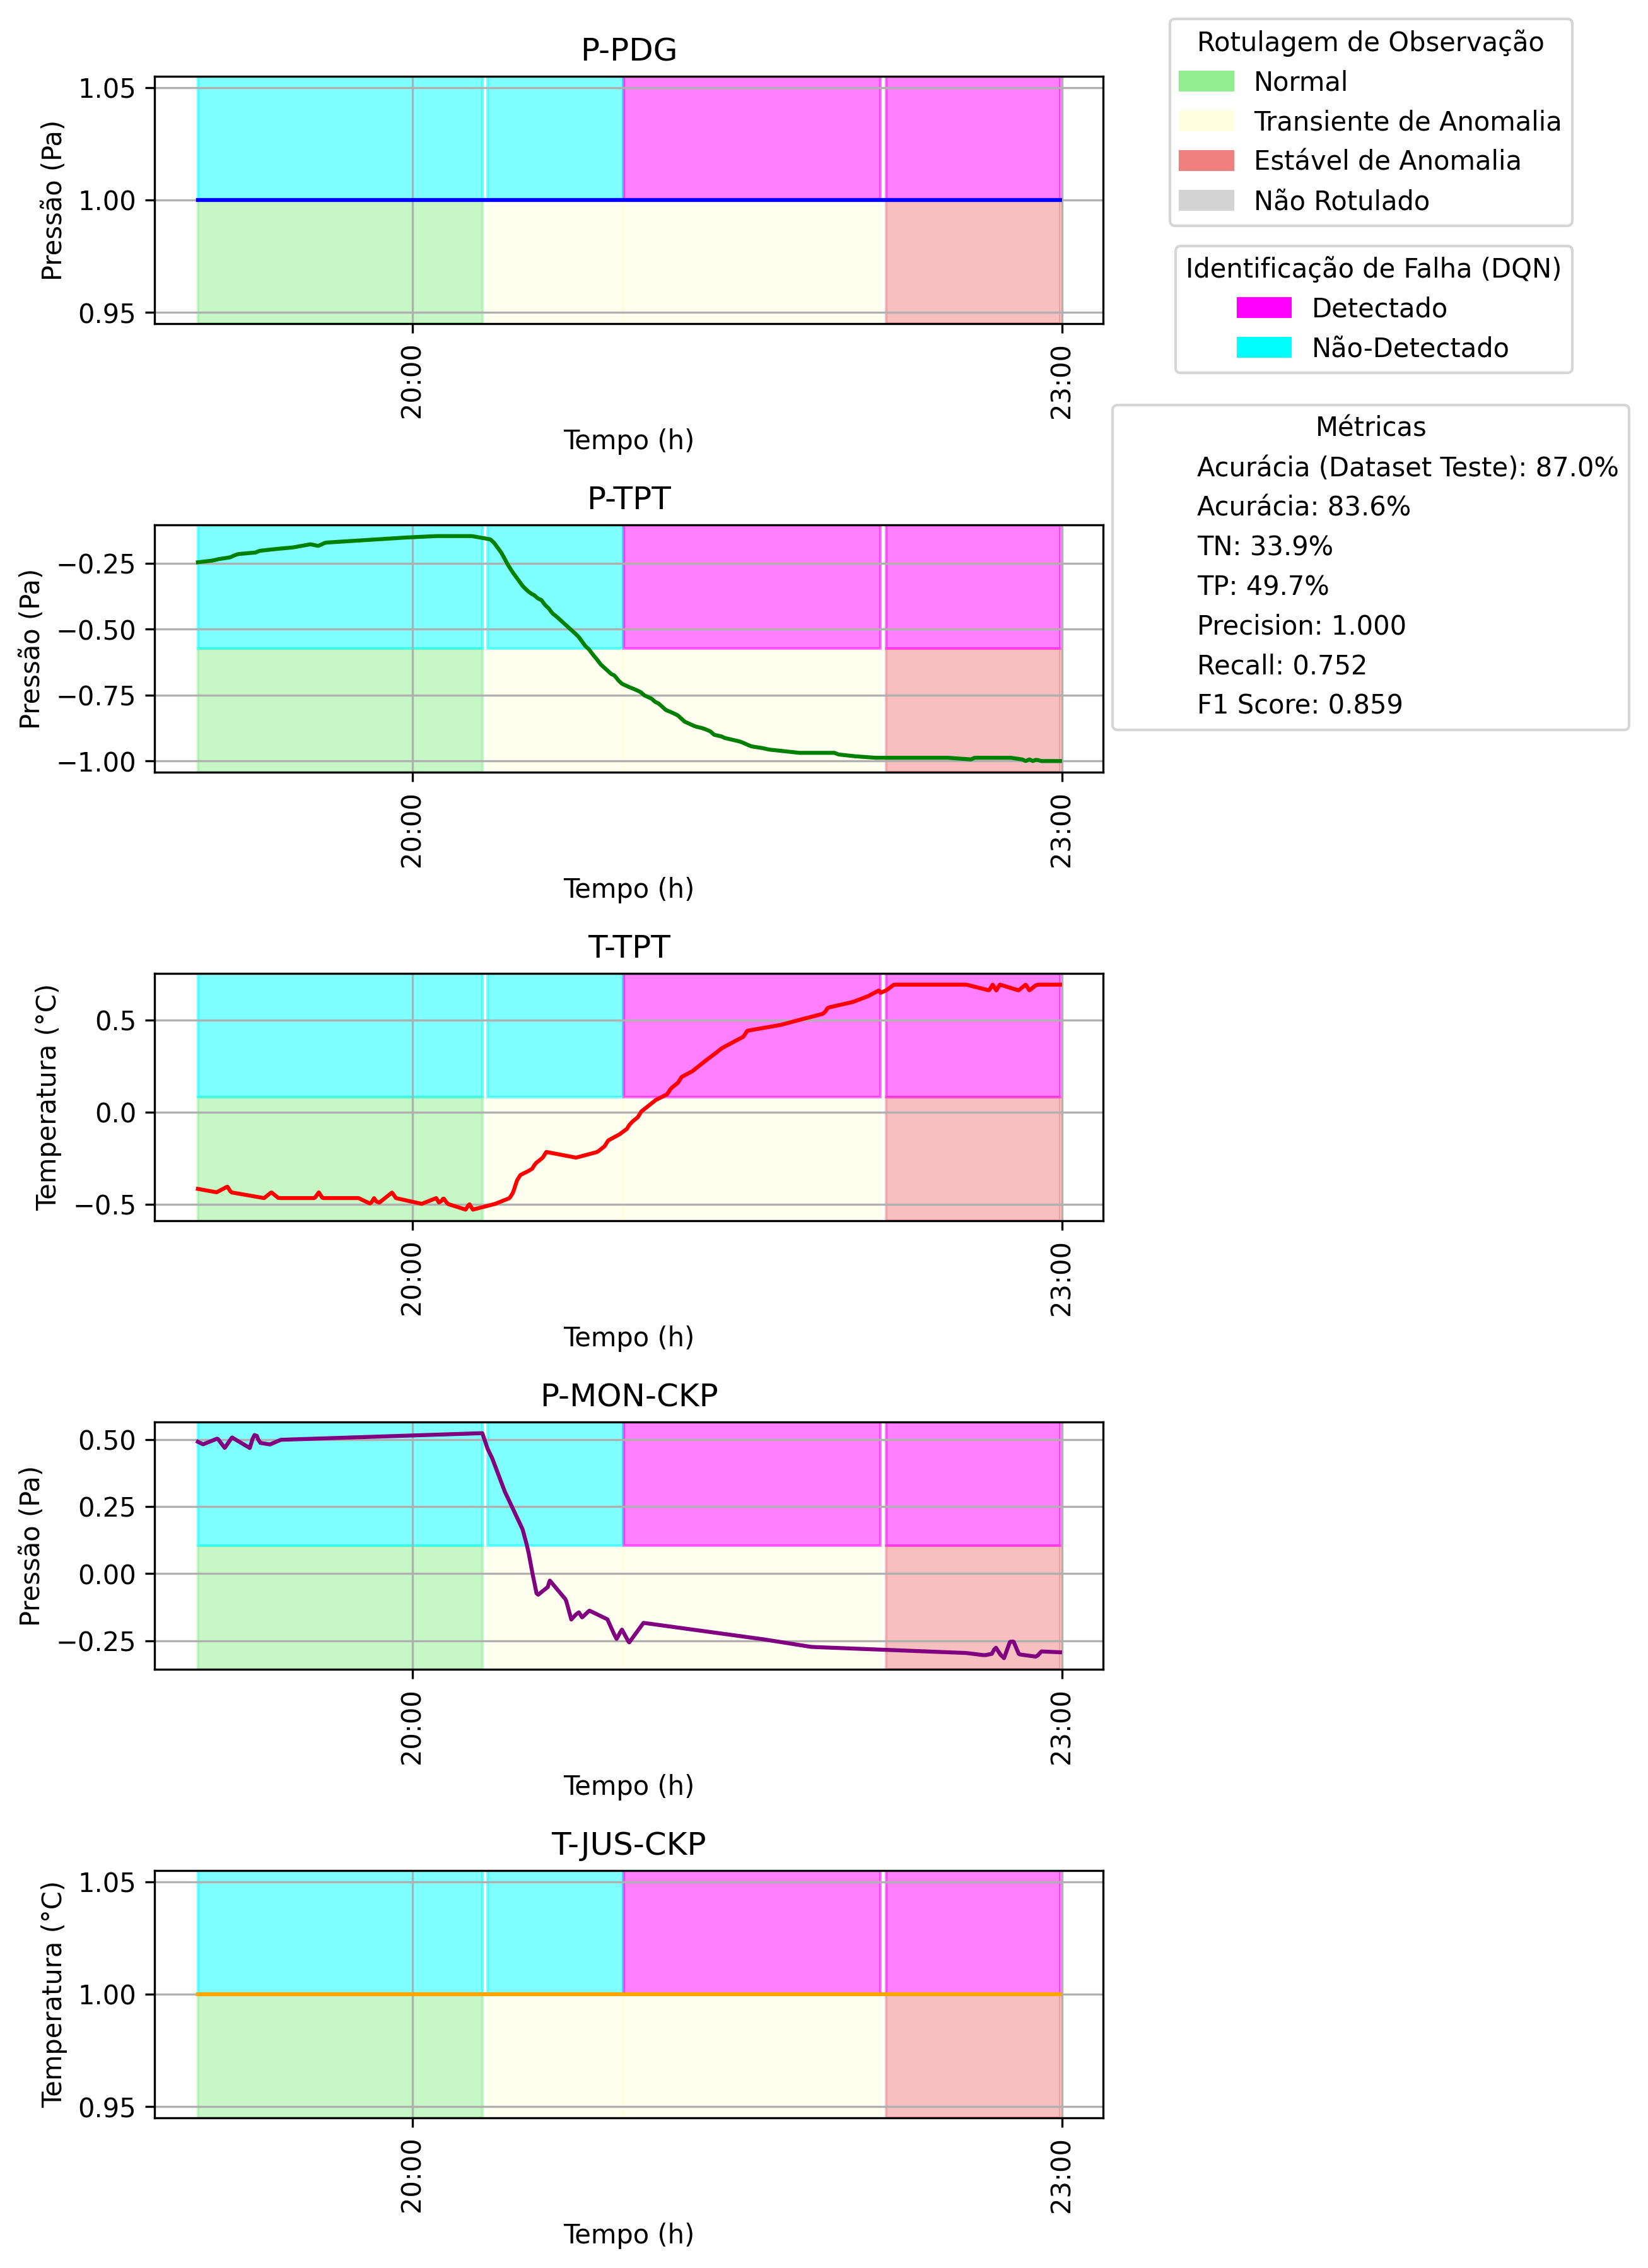 P-PDG
Pressão (Pa)
1.05
1.00
0.95
20:00
23:00
Tempo (h)
Rotulagem de Observação
Normal
Transiente de Anomalia
Estável de Anomalia
Não Rotulado
Identificação de Falha (DQN)
Detectado
Não-Detectado
Métricas
Acurácia (Dataset Teste): 87.0%
Acurácia: 83.6%
TN: 33.9%
TP: 49.7%
Precision: 1.000
Recall: 0.752
F1 Score: 0.859
P-TPT
Pressão (Pa)
−0.25
−0.50
−0.75
−1.00
20:00
23:00
Tempo (h)
T-TPT
Temperatura (°C)
0.5
0.0
−0.5
20:00
23:00
Tempo (h)
P-MON-CKP
Pressão (Pa)
0.50
0.25
0.00
−0.25
20:00
23:00
Tempo (h)
T-JUS-CKP
Temperatura (°C)
1.05
1.00
0.95
20:00
23:00
Tempo (h)